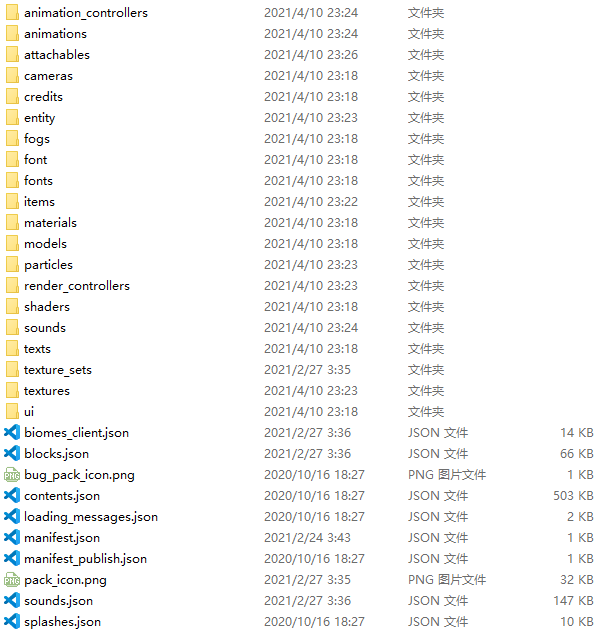 animation_controllers 2021/4/10 23:24 文件夹
animations 2021/4/10 23:24 文件夹
attachables 2021/4/10 23:26 文件夹
cameras 2021/4/10 23:18 文件夹
credits 2021/4/10 23:18 文件夹
entity 2021/4/10 23:23 文件夹
fogs 2021/4/10 23:18 文件夹
font 2021/4/10 23:18 文件夹
fonts 2021/4/10 23:18 文件夹
items 2021/4/10 23:22 文件夹
materials 2021/4/10 23:18 文件夹
models 2021/4/10 23:18 文件夹
particles 2021/4/10 23:23 文件夹
render_controllers 2021/4/10 23:23 文件夹
shaders 2021/4/10 23:18 文件夹
sounds 2021/4/10 23:24 文件夹
texts 2021/4/10 23:18 文件夹
texture_sets 2021/2/27 3:35 文件夹
textures 2021/4/10 23:23 文件夹
ui 2021/4/10 23:18 文件夹
biomes_client.json 2021/2/27 3:36 JSON 文件 14 KB
blocks.json 2021/2/27 3:36 JSON 文件 66 KB
bug_pack_icon.png 2020/10/16 18:27 PNG 图片文件 1 KB
contents.json 2020/10/16 18:27 JSON 文件 503 KB
loading_messages.json 2020/10/16 18:27 JSON 文件 2 KB
manifest.json 2021/2/24 3:43 JSON 文件 1 KB
manifest_publish.json 2020/10/16 18:27 JSON 文件 1 KB
pack_icon.png 2021/2/27 3:35 PNG 图片文件 32 KB
sounds.json 2021/2/27 3:36 JSON 文件 147 KB
splashes.json 2020/10/16 18:27 JSON 文件 10 KB